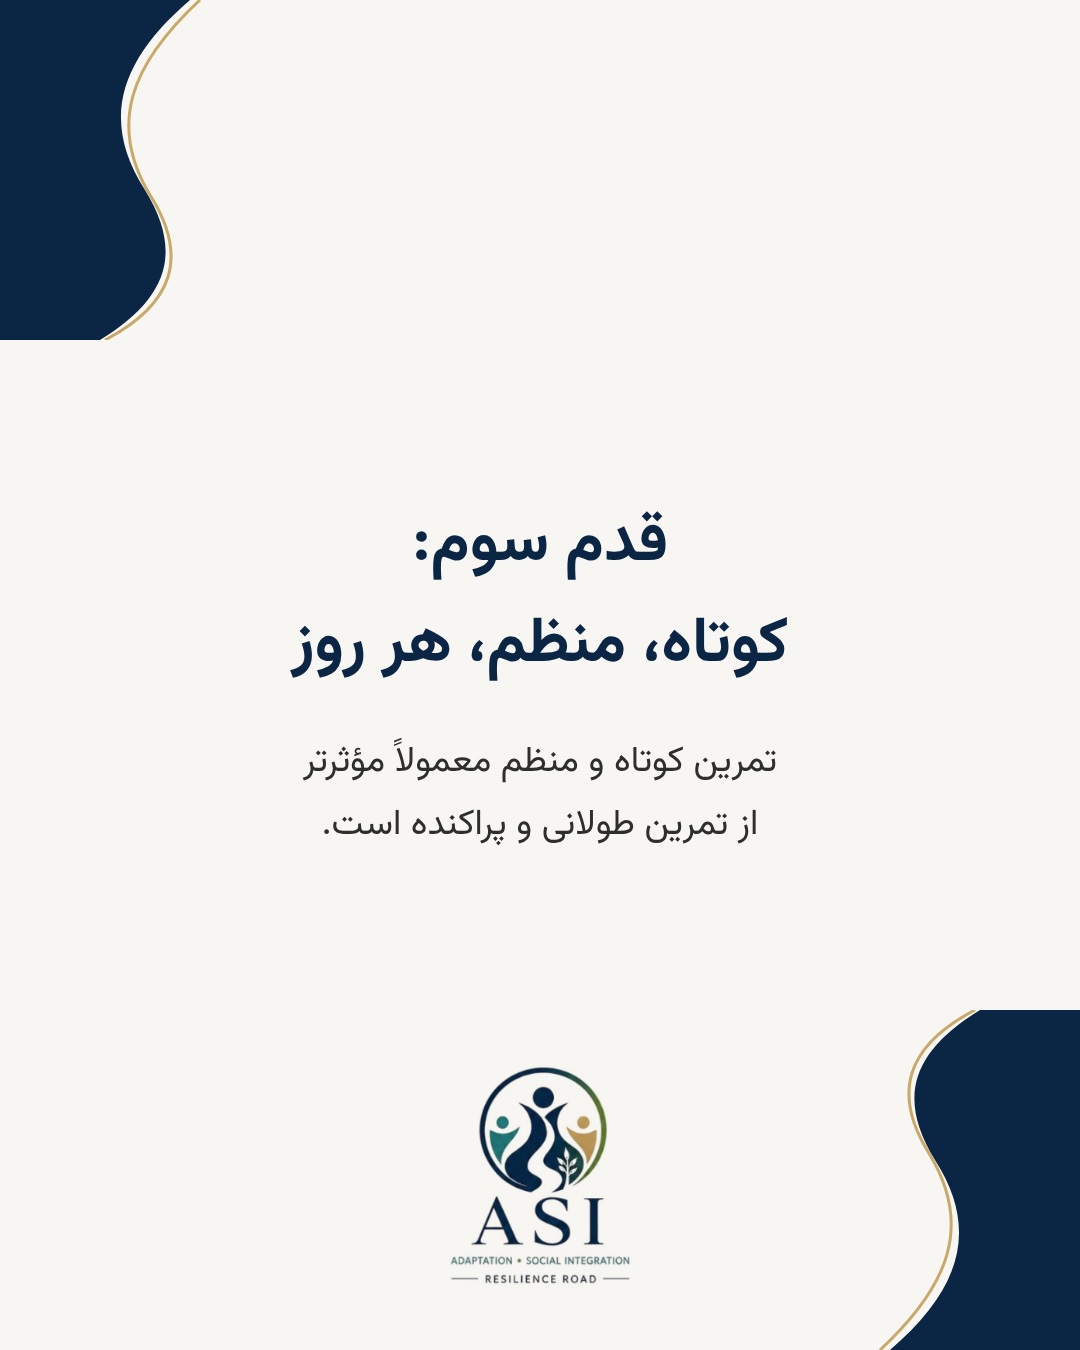 قدم سوم:
کوتاه، منظم، هر روز
تمرین کوتاه و منظم معمولاً مؤثرتر
از تمرین طولانی و پراکنده است.
ASI
ADAPTATION • SOCIAL INTEGRATION
RESILIENCE ROAD